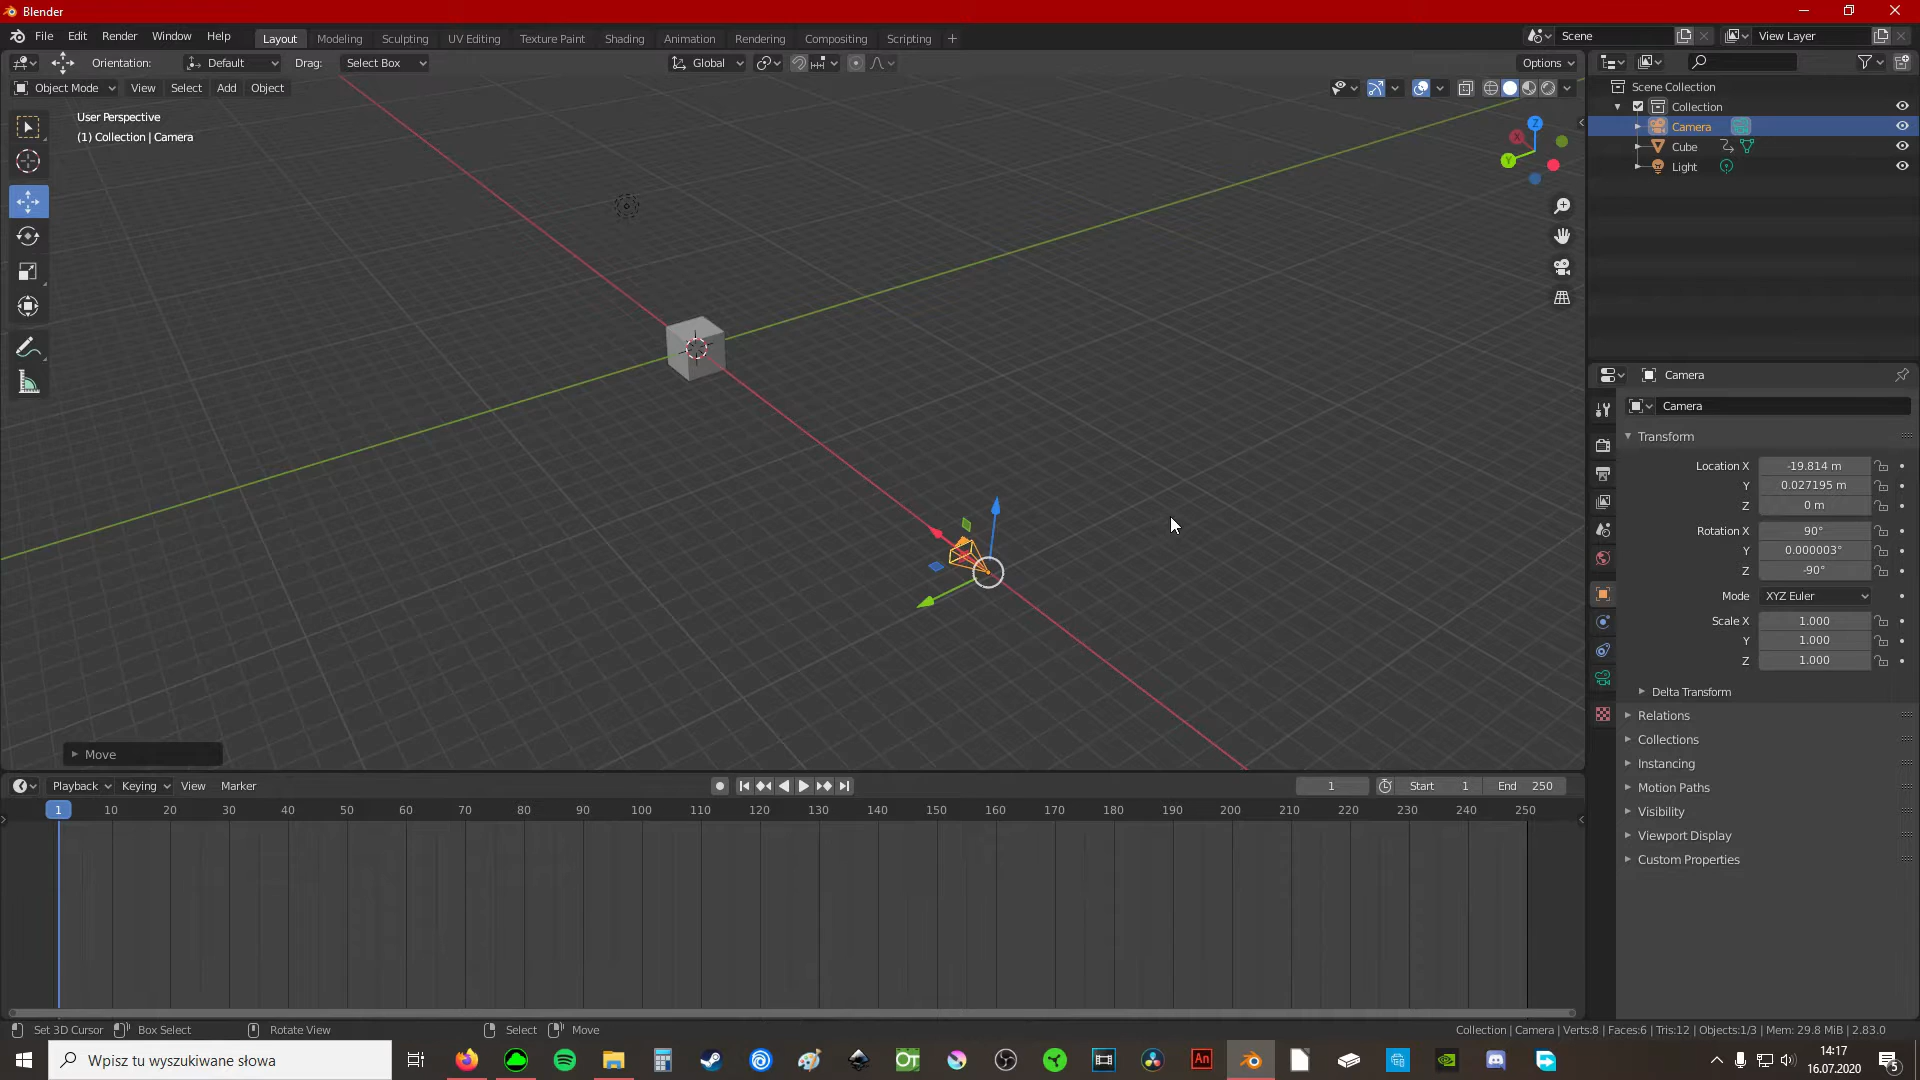 Blender
File Edit Render Window Help
Layout Modeling Sculpting UV Editing Texture Paint Shading Animation Rendering Compositing Scripting +
Scene
View Layer
Orientation: Default Drag: Select Box
Global
Options
Object Mode View Select Add Object
User Perspective
(1) Collection | Camera
Z
X
Y
Scene Collection
Collection
Camera
Cube
Light
Camera
Camera
Transform
Location X -19.814 m
Y 0.027195 m
Z 0 m
Rotation X 90°
Y 0.000003°
Z -90°
Mode XYZ Euler
Scale X 1.000
Y 1.000
Z 1.000
Delta Transform
Relations
Collections
Instancing
Motion Paths
Visibility
Viewport Display
Custom Properties
Move
Playback Keying View Marker
1 Start 1 End 250
1 10 20 30 40 50 60 70 80 90 100 110 120 130 140 150 160 170 180 190 200 210 220 230 240 250
Set 3D Cursor Box Select Rotate View Select Move
Collection | Camera | Verts:8 | Faces:6 | Tris:12 | Objects:1/3 | Mem: 29.8 MiB | 2.83.0
Wpisz tu wyszukiwane słowa
OT
An
14:17
16.07.2020
5